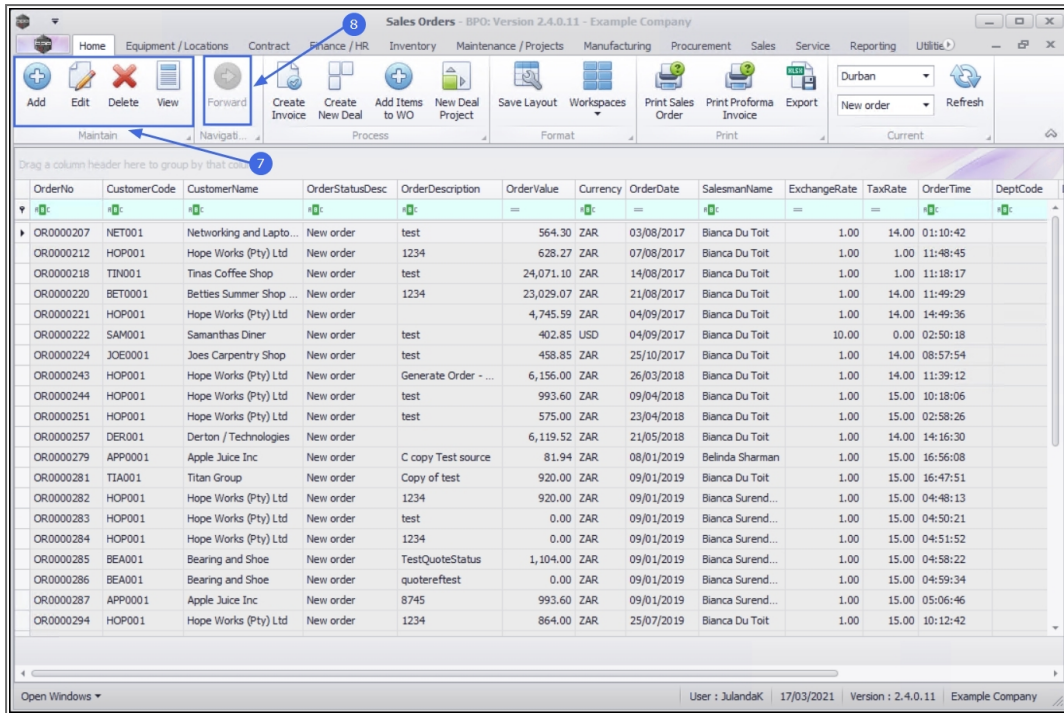 8
Sales Orders - BPO: Version 2.4.0.11 - Example Company
Home Equipment / Locations Contract Finance / HR Inventory Maintenance / Projects Manufacturing Procurement Sales Service Reporting Utilitie
Add Edit Delete View Forward Create Invoice Create New Deal Add Items to WO New Deal Project Save Layout Workspaces Print Sales Order Print Proforma Invoice Export Durban New order Refresh
Maintain Navigati... Process Format Print Current
7
Drag a column header here to group by that
OrderNo CustomerCode CustomerName OrderStatusDesc OrderDescription OrderValue Currency OrderDate SalesmanName ExchangeRate TaxRate OrderTime DeptCode
OR0000207 NET001 Networking and Lapto... New order test 564.30 ZAR 03/08/2017 Bianca Du Toit 1.00 14.00 01:10:42
OR0000212 HOP001 Hope Works (Pty) Ltd New order 1234 628.27 ZAR 07/08/2017 Bianca Du Toit 1.00 1.00 11:48:45
OR0000218 TIN001 Tinas Coffee Shop New order test 24,071.10 ZAR 14/08/2017 Bianca Du Toit 1.00 1.00 11:18:17
OR0000220 BET0001 Betties Summer Shop ... New order 1234 23,029.07 ZAR 21/08/2017 Bianca Du Toit 1.00 14.00 11:49:29
OR0000221 HOP001 Hope Works (Pty) Ltd New order 4,745.59 ZAR 04/09/2017 Bianca Du Toit 1.00 14.00 14:49:36
OR0000222 SAM001 Samanthas Diner New order test 402.85 USD 04/09/2017 Bianca Du Toit 10.00 0.00 02:50:18
OR0000224 JOE0001 Joes Carpentry Shop New order test 458.85 ZAR 25/10/2017 Bianca Du Toit 1.00 14.00 08:57:54
OR0000243 HOP001 Hope Works (Pty) Ltd New order Generate Order - ... 6,156.00 ZAR 26/03/2018 Bianca Du Toit 1.00 14.00 11:39:12
OR0000244 HOP001 Hope Works (Pty) Ltd New order test 993.60 ZAR 09/04/2018 Bianca Du Toit 1.00 15.00 10:18:06
OR0000251 HOP001 Hope Works (Pty) Ltd New order test 575.00 ZAR 23/04/2018 Bianca Du Toit 1.00 15.00 02:58:26
OR0000257 DER001 Derton / Technologies New order 6,119.52 ZAR 21/05/2018 Bianca Du Toit 1.00 14.00 14:16:30
OR0000279 APP0001 Apple Juice Inc New order C copy Test source 81.94 ZAR 08/01/2019 Belinda Sharman 1.00 15.00 16:56:08
OR0000281 TIA001 Titan Group New order Copy of test 920.00 ZAR 09/01/2019 Bianca Du Toit 1.00 15.00 16:47:51
OR0000282 HOP001 Hope Works (Pty) Ltd New order 1234 920.00 ZAR 09/01/2019 Bianca Surend... 1.00 15.00 04:48:13
OR0000283 HOP001 Hope Works (Pty) Ltd New order test 0.00 ZAR 09/01/2019 Bianca Surend... 1.00 15.00 04:50:21
OR0000284 HOP001 Hope Works (Pty) Ltd New order 1234 0.00 ZAR 09/01/2019 Bianca Surend... 1.00 15.00 04:51:52
OR0000285 BEA001 Bearing and Shoe New order TestQuoteStatus 1,104.00 ZAR 09/01/2019 Bianca Surend... 1.00 15.00 04:58:22
OR0000286 BEA001 Bearing and Shoe New order quotereftest 0.00 ZAR 09/01/2019 Bianca Surend... 1.00 15.00 04:59:34
OR0000287 APP0001 Apple Juice Inc New order 8745 993.60 ZAR 09/01/2019 Bianca Surend... 1.00 15.00 05:06:46
OR0000294 HOP001 Hope Works (Pty) Ltd New order 1234 864.00 ZAR 25/07/2019 Bianca Du Toit 1.00 15.00 10:12:42
Open Windows User : JulandaK 17/03/2021 Version : 2.4.0.11 Example Company